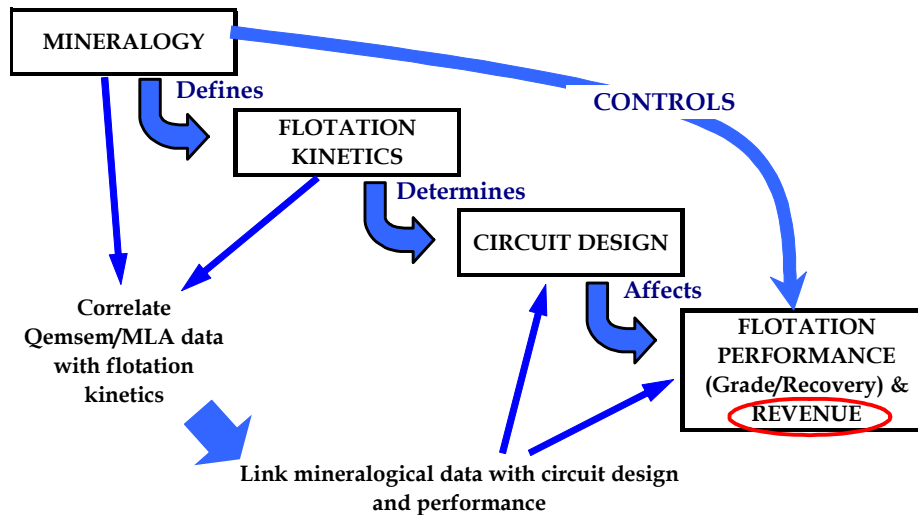 MINERALOGY
Defines
CONTROLS
FLOTATION
KINETICS
Determines
CIRCUIT DESIGN
Affects
Correlate
Qemsem/MLA data
with flotation
kinetics
FLOTATION
PERFORMANCE
(Grade/Recovery) &
REVENUE
Link mineralogical data with circuit design
and performance